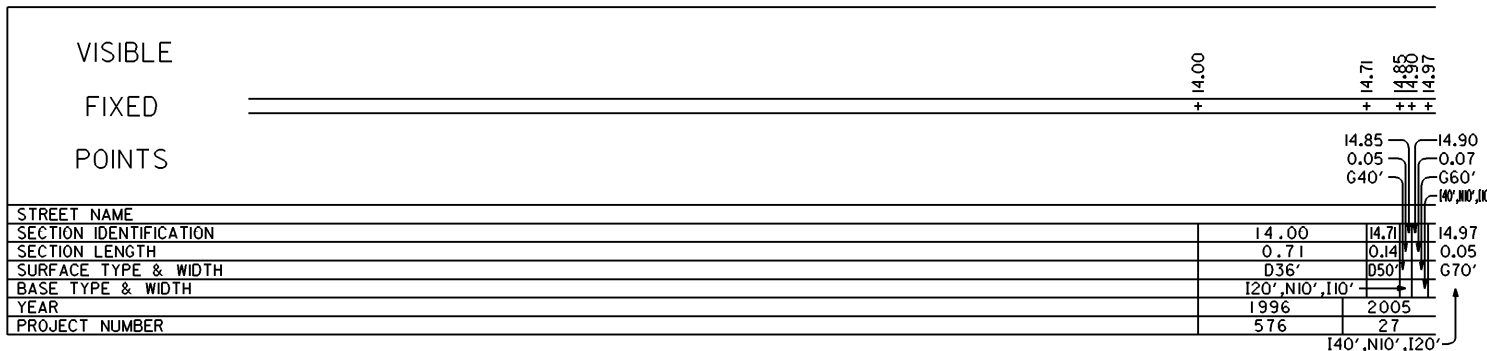 VISIBLE
FIXED
POINTS
14.00 14.71 14.85 14.90 14.97
14.85 14.90
0.05 0.07
G40' G60'
I40',N10',I10
STREET NAME
SECTION IDENTIFICATION 14.00 14.71 14.97
SECTION LENGTH 0.71 0.14 0.05
SURFACE TYPE & WIDTH D36' D50' G70'
BASE TYPE & WIDTH I20',N10',I10'
YEAR 1996 2005
PROJECT NUMBER 576 27
I40',N10',I20'